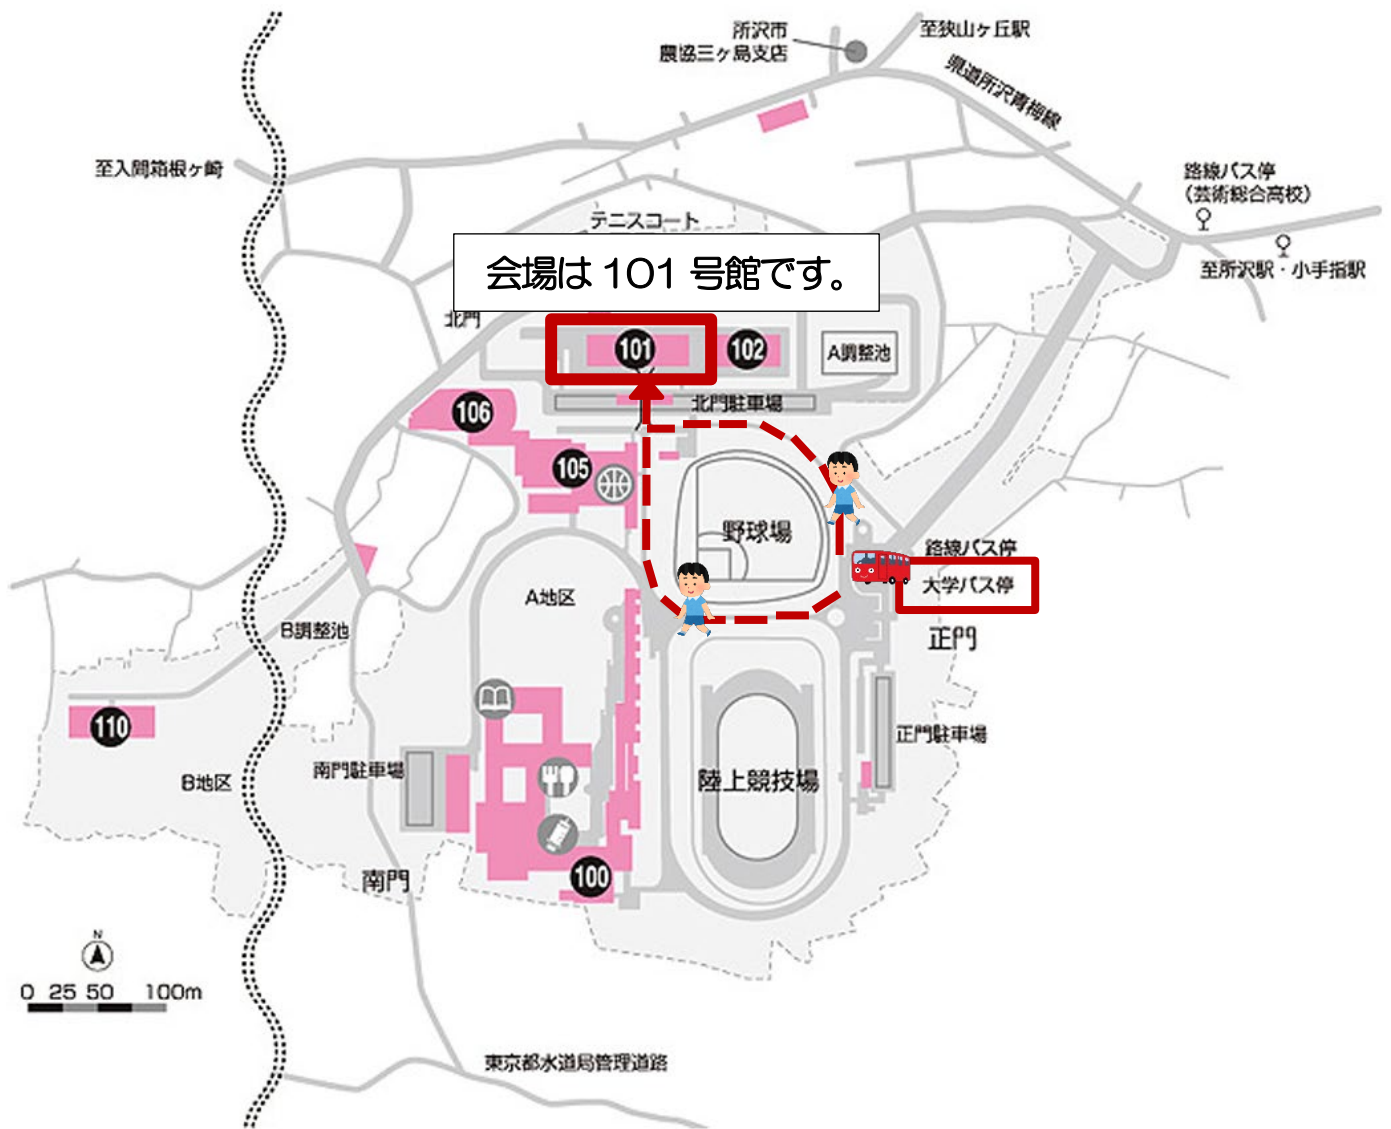 所沢市
農協三ヶ島支店
至狭山ヶ丘駅
県道所沢青梅線
至入間箱根ヶ崎
路線バス停
(芸術総合高校)
至所沢駅・小手指駅
テニスコート
会場は101号館です。
北門
101
102
A調整池
北門駐車場
106
105
野球場
路線バス停
大学バス停
正門
A地区
B調整池
110
B地区
南門駐車場
陸上競技場
正門駐車場
100
南門
N
0 25 50 100m
東京都水道局管理道路